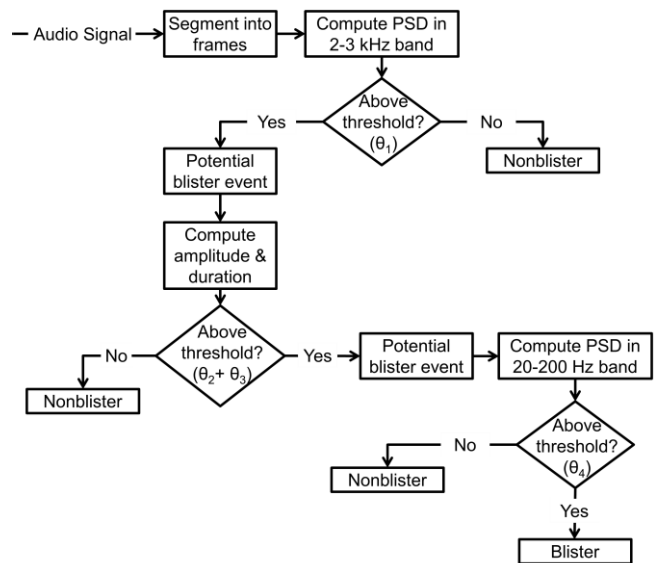 Audio Signal
Segment into
frames
Compute PSD in
2-3 kHz band
Above
threshold?
(θ₁)
Yes
No
Potential
blister event
Nonblister
Compute
amplitude &
duration
Above
threshold?
(θ₂+ θ₃)
No
Yes
Nonblister
Potential
blister event
Compute PSD in
20-200 Hz band
Above
threshold?
(θ₄)
No
Nonblister
Yes
Blister